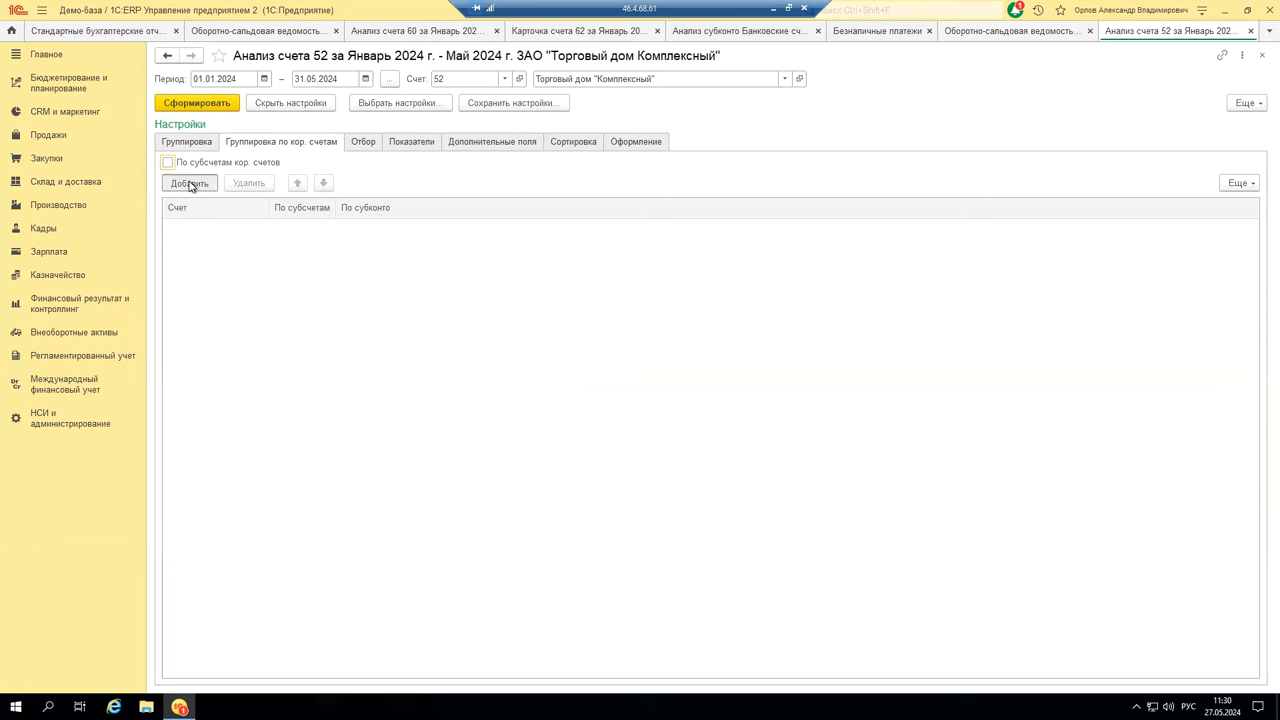 Демо-база / 1С:ERP Управление предприятием 2 (1С:Предприятие)
46.4.68.61
иск Ctrl+Shift+F
1
Орлов Александр Владимирович
Стандартные бухгалтерские отч...
Оборотно-сальдовая ведомость...
Анализ счета 60 за Январь 202...
Карточка счета 62 за Январь 20...
Анализ субконто Банковские сч...
Безналичные платежи
Оборотно-сальдовая ведомость...
Анализ счета 52 за Январь 202...
Главное
Бюджетирование и
планирование
CRM и маркетинг
Продажи
Закупки
Склад и доставка
Производство
Кадры
Зарплата
Казначейство
Финансовый результат и
контроллинг
Внеоборотные активы
Регламентированный учет
Международный
финансовый учет
НСИ и
администрирование
Анализ счета 52 за Январь 2024 г. - Май 2024 г. ЗАО "Торговый дом Комплексный"
Период: 01.01.2024 – 31.05.2024 ... Счет: 52 Торговый дом "Комплексный"
Сформировать Скрыть настройки Выбрать настройки... Сохранить настройки... Еще
Настройки
Группировка Группировка по кор. счетам Отбор Показатели Дополнительные поля Сортировка Оформление
По субсчетам кор. счетов
Добавить Удалить Еще
Счет По субсчетам По субконто
РУС
11:30
27.05.2024